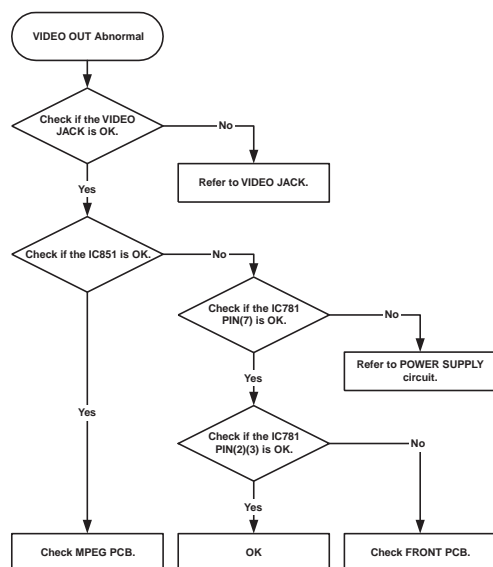 VIDEO OUT Abnormal
Check if the VIDEO
JACK is OK.
No
Refer to VIDEO JACK.
Yes
Check if the IC851 is OK.
No
Check if the IC781
PIN(7) is OK.
No
Refer to POWER SUPPLY
circuit.
Yes
Yes
Check if the IC781
PIN(2)(3) is
OK.
No
Yes
Check MPEG PCB.
OK
Check FRONT PCB.